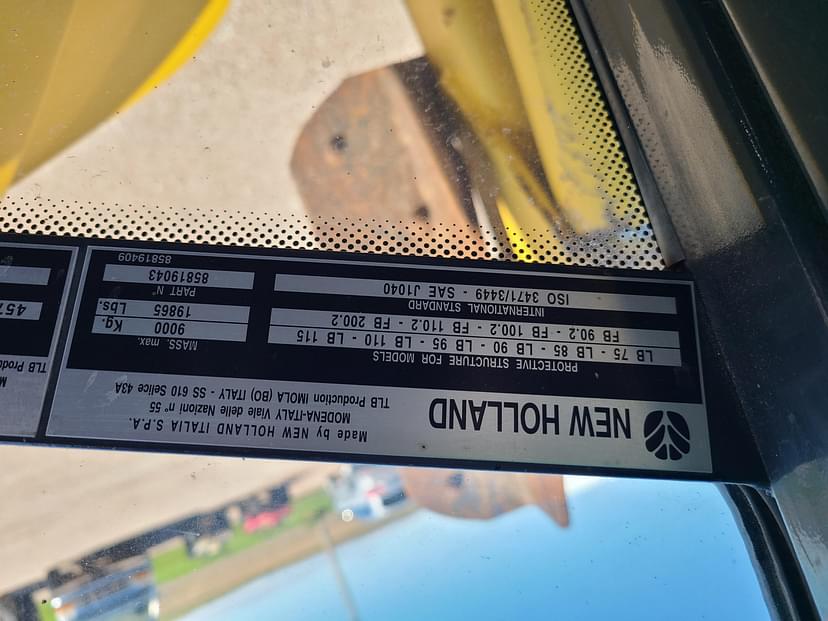 NEW HOLLAND
Made by NEW HOLLAND ITALIA S.P.A.
MODENA-ITALY Viale delle Nazioni n° 55
TLB Production IMOLA (BO) ITALY - SS 610 Selice 43A
PROTECTIVE STRUCTURE FOR MODELS
LB 75 - LB 85 - LB 90 - LB 95 - LB 110 - LB 115
FB 90.2 - FB 100.2 - FB 110.2 - FB 200.2
INTERNATIONAL STANDARD
ISO 3471/3449 - SAE J1040
MASS. max.
9000 Kg.
19865 Lbs.
PART N°
85819043
85819409
TLB
457